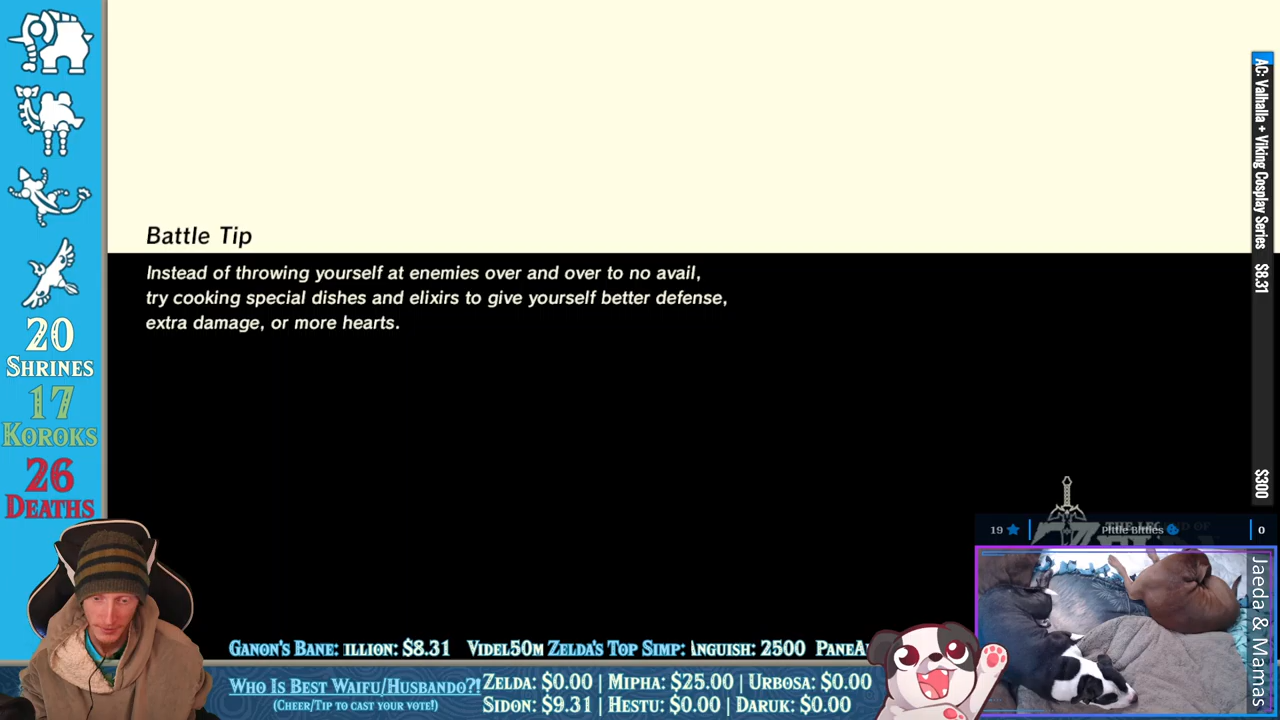 Battle Tip
Instead of throwing yourself at enemies over and over to no avail,
try cooking special dishes and elixirs to give yourself better defense,
extra damage, or more hearts.
20
SHRINES
17
KOROKS
26
DEATHS
AC: Valhalla + Viking Cosplay Series $8.31 $300
19 Pittie Bitties 0
Jaeda & Mamas
GANON'S BANE: ILLION: $8.31 VIDEL50M ZELDA'S TOP SIMP: ANGUISH: 2500 PANEA
WHO IS BEST WAIFU/HUSBANDO?!
(CHEER/TIP TO CAST YOUR VOTE!)
ZELDA: $0.00 | MIPHA: $25.00 | URBOSA: $0.00
SIDON: $9.31 | HESTU: $0.00 | DARUK: $0.00